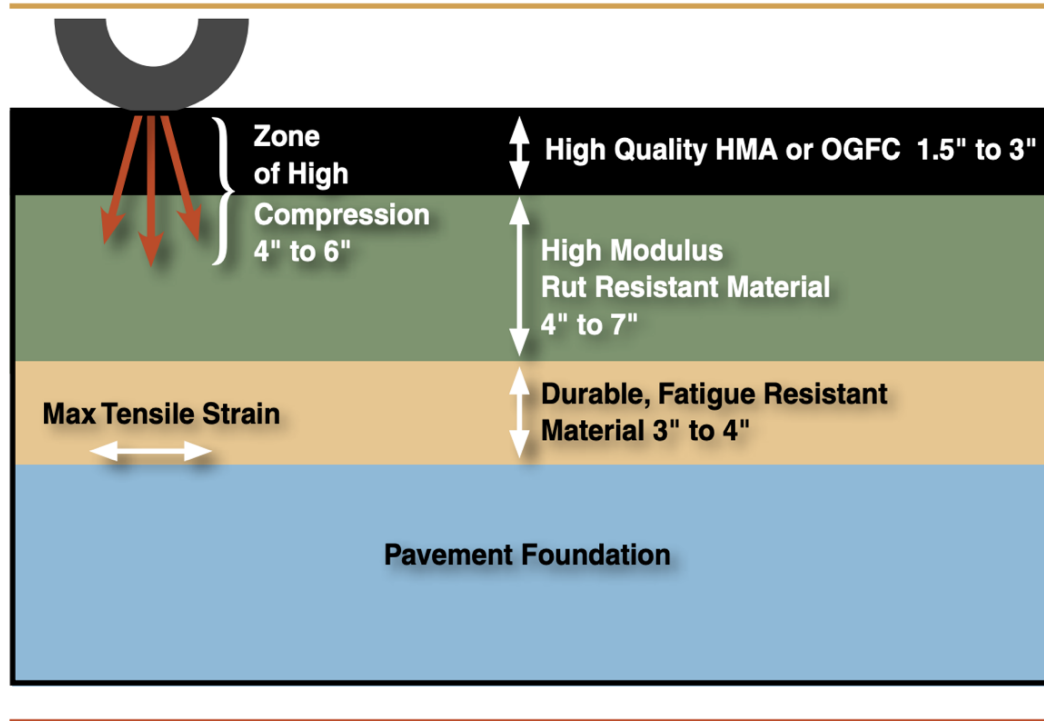 Zone
of High
Compression
4" to 6"
High Quality HMA or OGFC 1.5" to 3"
High Modulus
Rut Resistant Material
4" to 7"
Max Tensile Strain
Durable, Fatigue Resistant
Material 3" to 4"
Pavement Foundation